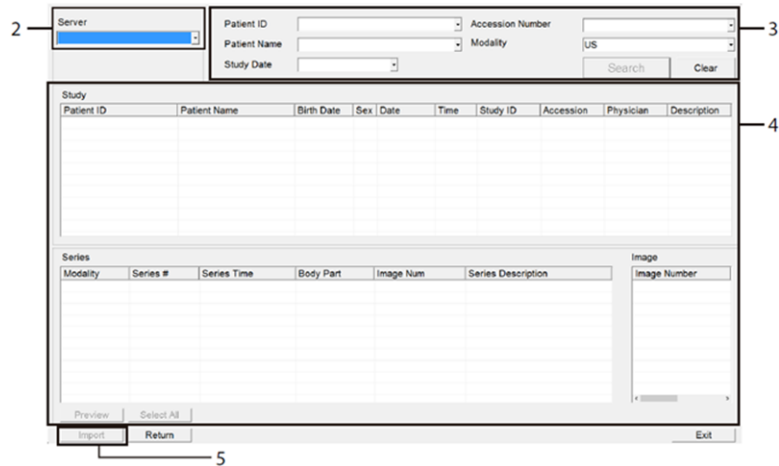 Server
Patient ID
Accession Number
Patient Name
Modality
US
Study Date
Search
Clear
2
3
Study
Patient ID Patient Name Birth Date Sex Date Time Study ID Accession Physician Description
4
Series
Image
Modality Series # Series Time Body Part Image Num Series Description
Image Number
Preview Select All
Import Return Exit
5